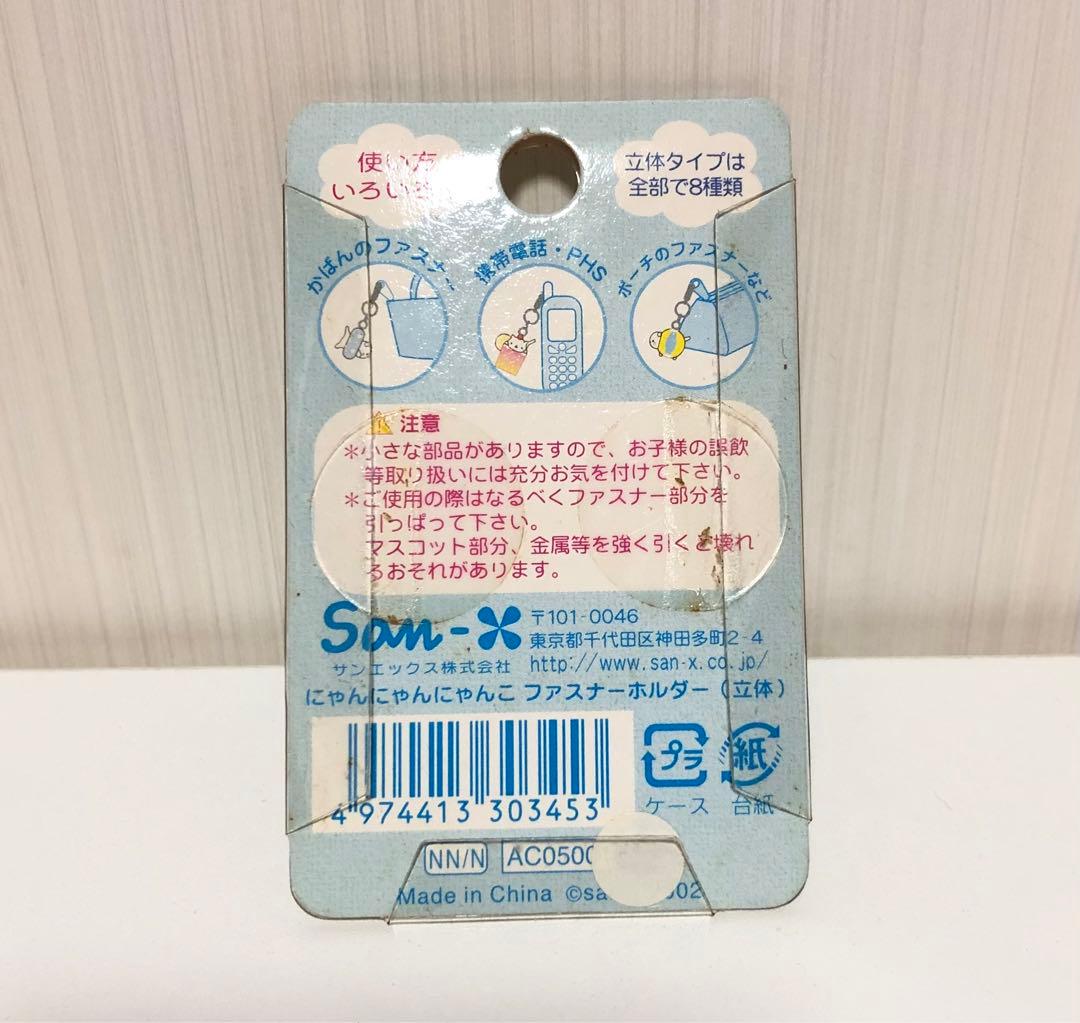 使い方
いろいろ
立体タイプは
全部で8種類
かばんのファスナー
携帯電話・PHS
ポーチのファスナーなど
注意
*小さな部品がありますので、お子様の誤飲
等取り扱いには充分お気を付けて下さい。
*ご使用の際はなるべくファスナー部分を
引っぱって下さい。
マスコット部分、金属等を強く引くと壊れ
るおそれがあります。
San-X
〒101-0046
東京都千代田区神田多町2-4
サンエックス株式会社
http://www.san-x.co.jp/
にゃんにゃんにゃんこ ファスナーホルダー(立体)
4 974413 303453
プラ
紙
ケース
台紙
NN/N
AC0500
Made in China